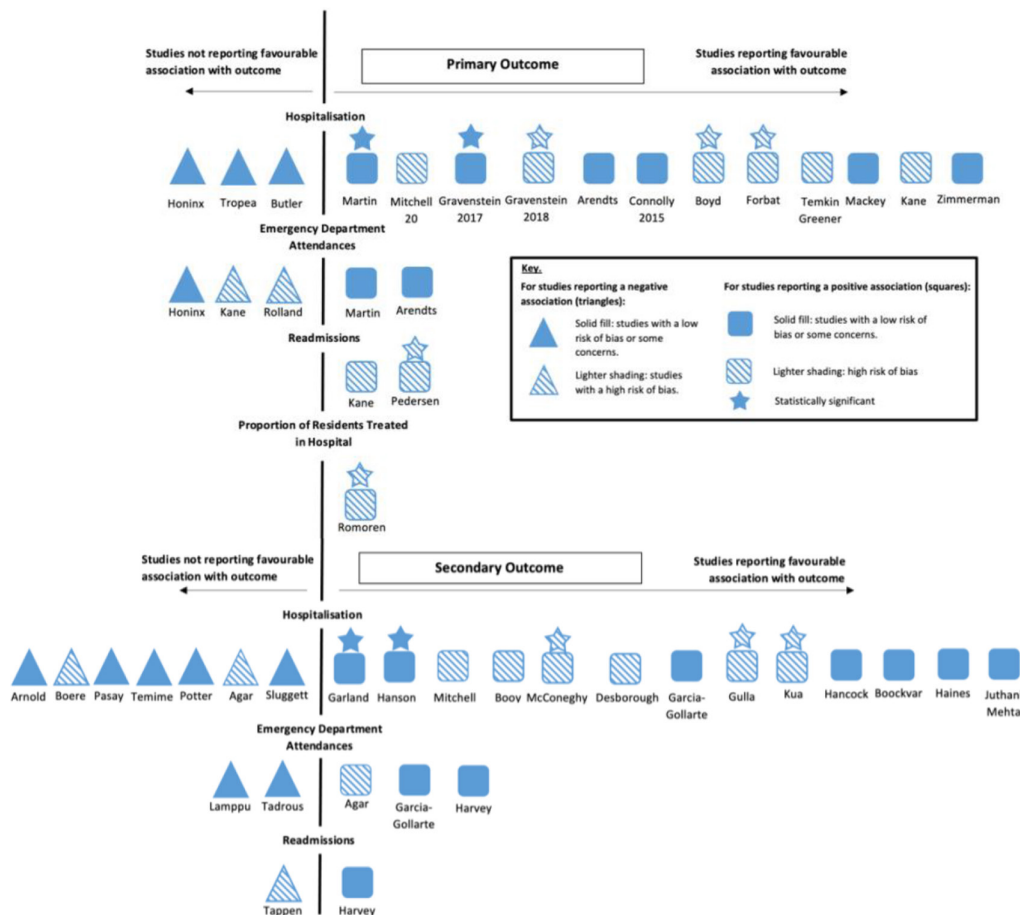 Studies not reporting favourable
association with outcome
Primary Outcome
Studies reporting favourable
association with outcome
Hospitalisation
Honinx
Tropea
Butler
Martin
Mitchell
20
Gravenstein
2017
Gravenstein
2018
Arendts
Connolly
2015
Boyd
Forbat
Temkin
Greener
Mackey
Kane
Zimmerman
Emergency Department
Attendances
Honinx
Kane
Rolland
Martin
Arendts
Key.
For studies reporting a negative
association (triangles):
Solid fill: studies with a low
risk of bias or some
concerns.
Lighter shading: studies
with a high risk of bias.
For studies reporting a positive association (squares):
Solid fill: studies with a low risk of
bias or some concerns.
Lighter shading: high risk of bias
Statistically significant
Readmissions
Kane
Pedersen
Proportion of Residents Treated
in Hospital
Romoren
Studies not reporting favourable
association with outcome
Secondary Outcome
Studies reporting favourable
association with outcome
Hospitalisation
Arnold
Boere
Pasay
Temime
Potter
Agar
Sluggett
Garland
Hanson
Mitchell
Booy
McConeghy
Desborough
Garcia-
Gollarte
Gulla
Kua
Hancock
Boockvar
Haines
Juthani
Mehta
Emergency Department
Attendances
Lamppu
Tadrous
Agar
Garcia-
Gollarte
Harvey
Readmissions
Tappen
Harvey